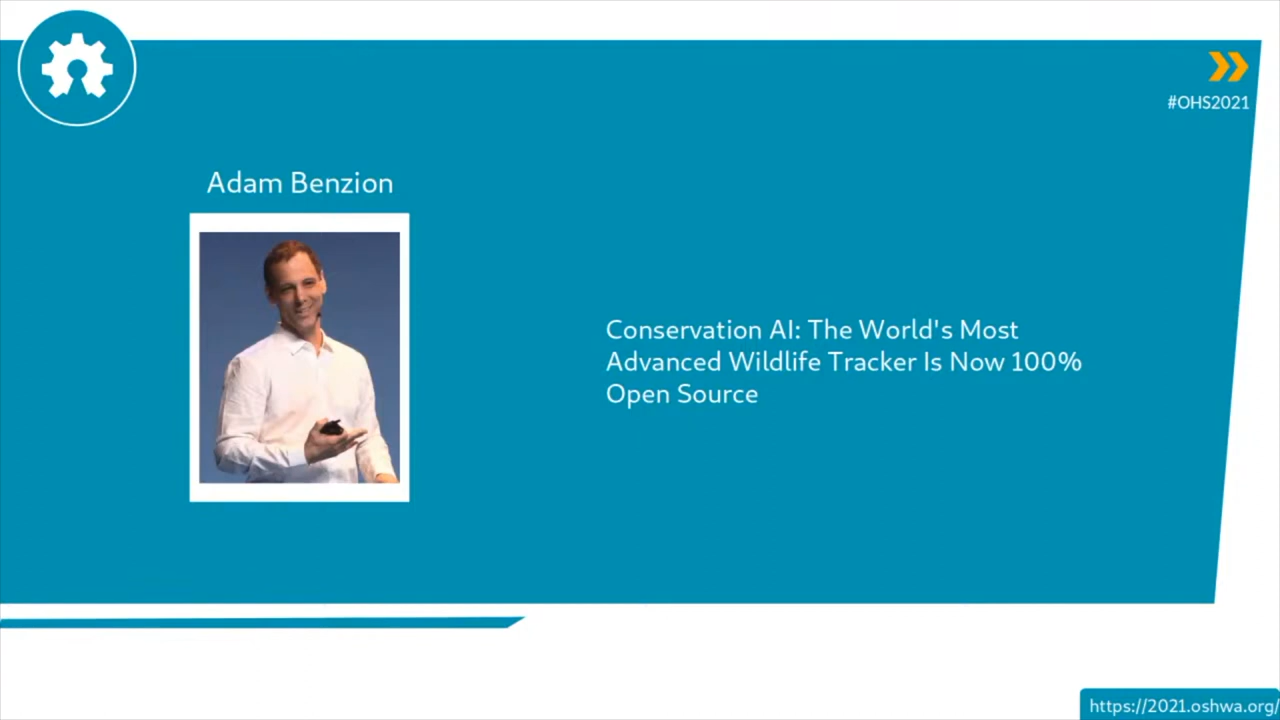 #OHS2021
Adam Benzion
Conservation AI: The World's Most
Advanced Wildlife Tracker Is Now 100%
Open Source
https://2021.oshwa.org/